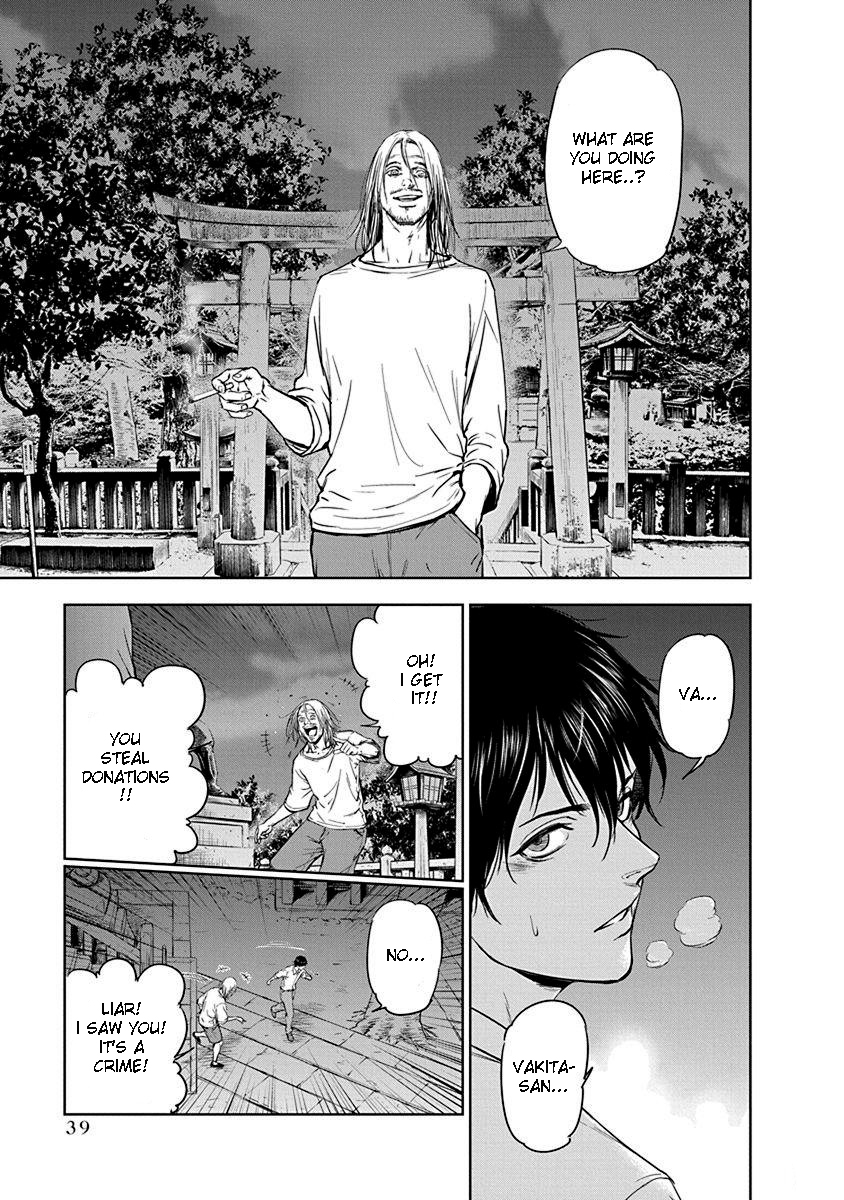 WHAT ARE
YOU DOING
HERE..?
VA...
VAKITA-
SAN...
OH!
I GET
IT!!
YOU
STEAL
DONATIONS
!!
NO...
LIAR!
I SAW YOU!
IT'S A
CRIME!
39